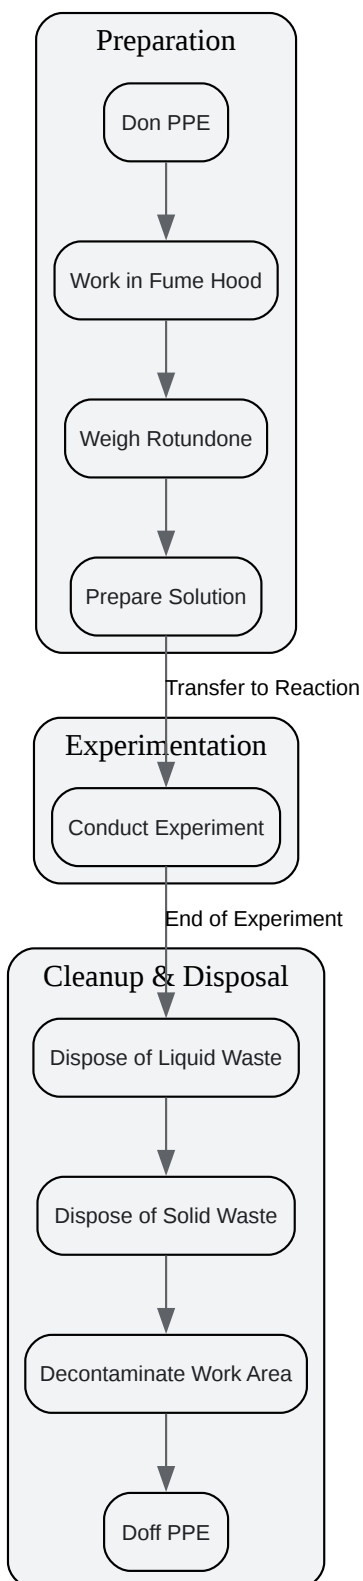 Preparation
Don PPE
Work in Fume Hood
Weigh Rotundone
Prepare Solution
Transfer to Reaction
Experimentation
Conduct Experiment
End of Experiment
Cleanup & Disposal
Dispose of Liquid Waste
Dispose of Solid Waste
Decontaminate Work Area
Doff PPE